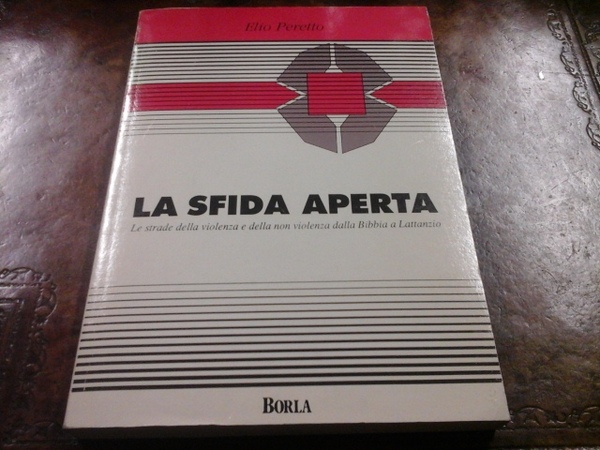 Elio Peretto
LA SFIDA APERTA
Le strade della violenza e della non violenza dalla Bibbia a Lattanzio
BORLA